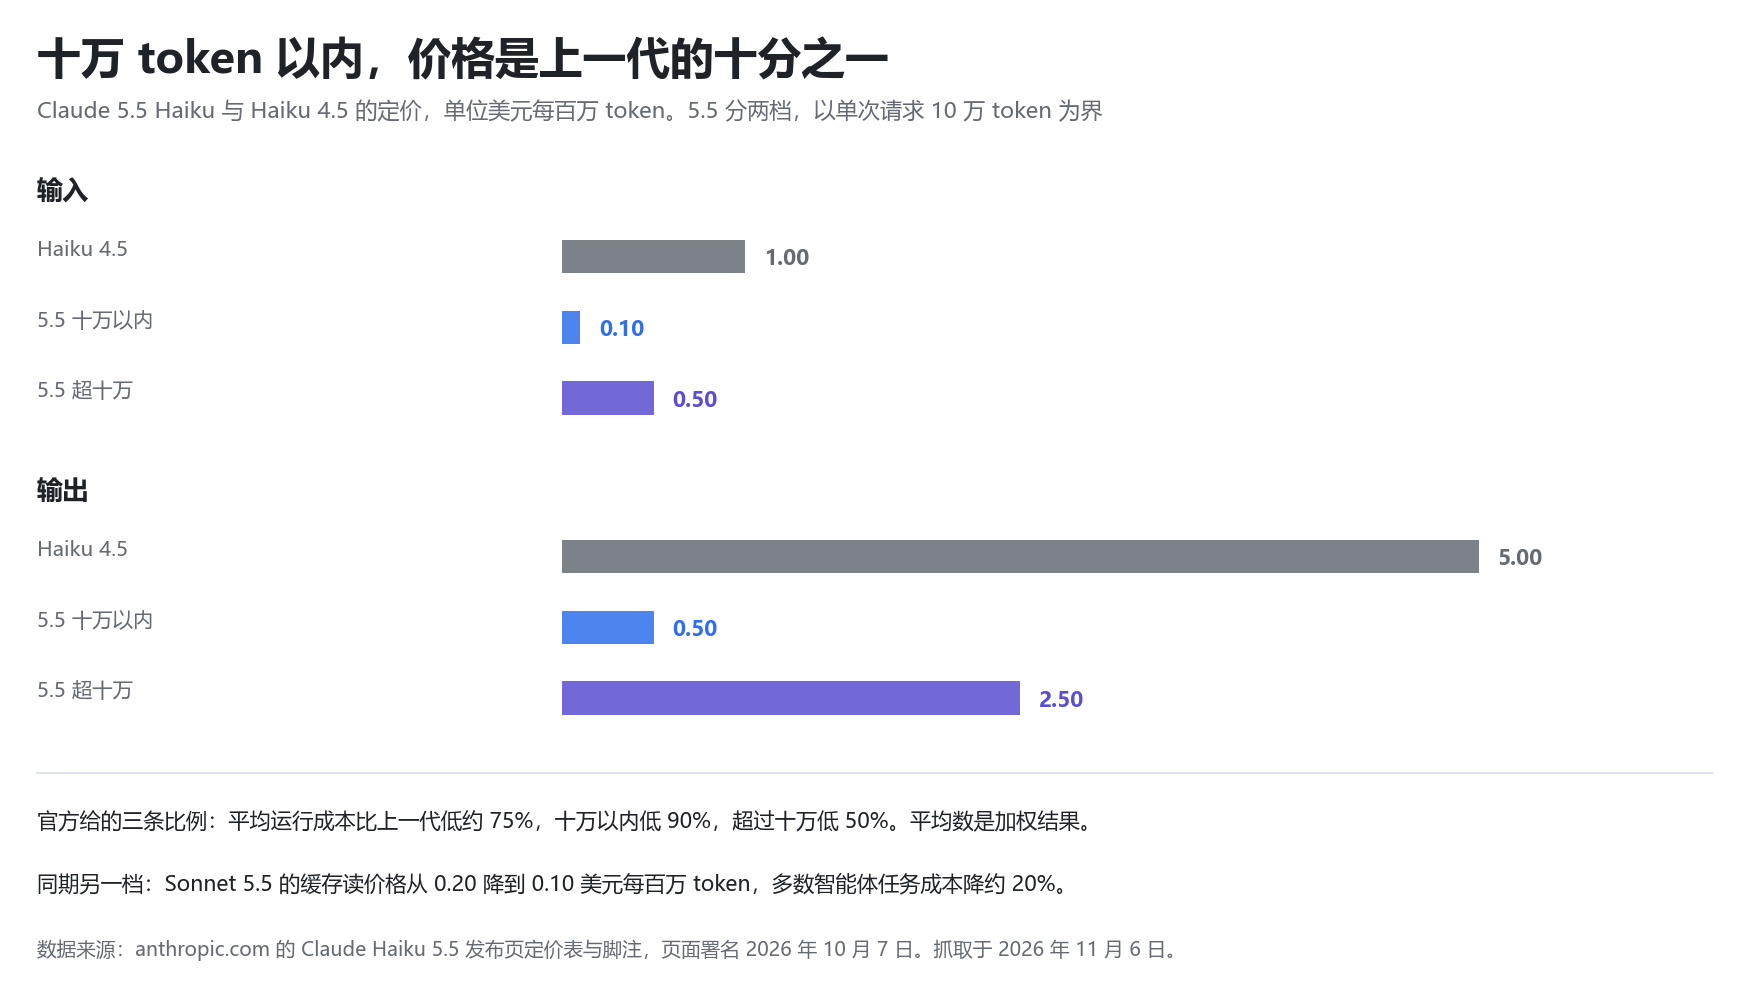 十万 token 以内，价格是上一代的十分之一
Claude 5.5 Haiku 与 Haiku 4.5 的定价，单位美元每百万 token。5.5 分两档，以单次请求 10 万 token 为界
输入
Haiku 4.5
1.00
5.5 十万以内
0.10
5.5 超十万
0.50
输出
Haiku 4.5
5.00
5.5 十万以内
0.50
5.5 超十万
2.50
官方给的三条比例：平均运行成本比上一代低约 75%，十万以内低 90%，超过十万低 50%。平均数是加权结果。
同期另一档：Sonnet 5.5 的缓存读价格从 0.20 降到 0.10 美元每百万 token，多数智能体任务成本降约 20%。
数据来源：anthropic.com 的 Claude Haiku 5.5 发布页定价表与脚注，页面署名 2026 年 10 月 7 日。抓取于 2026 年 11 月 6 日。